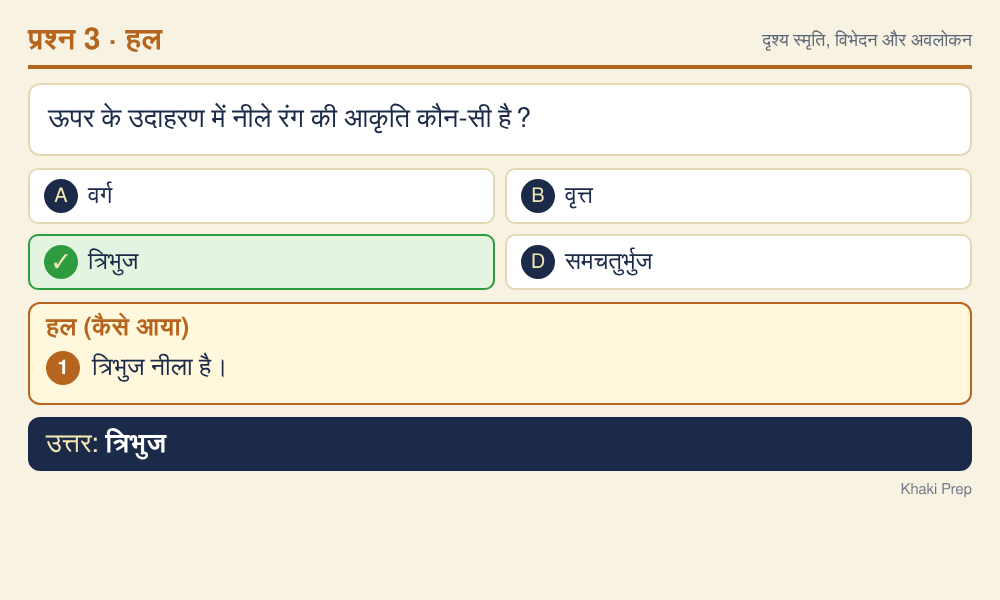 प्रश्न 3 · हल
दृश्य स्मृति, विभेदन और अवलोकन
ऊपर के उदाहरण में नीले रंग की आकृति कौन-सी है ?
A वर्ग
B वृत्त
✓ त्रिभुज
D समचतुर्भुज
हल (कैसे आया)
1 त्रिभुज नीला है।
उत्तर: त्रिभुज
Khaki Prep